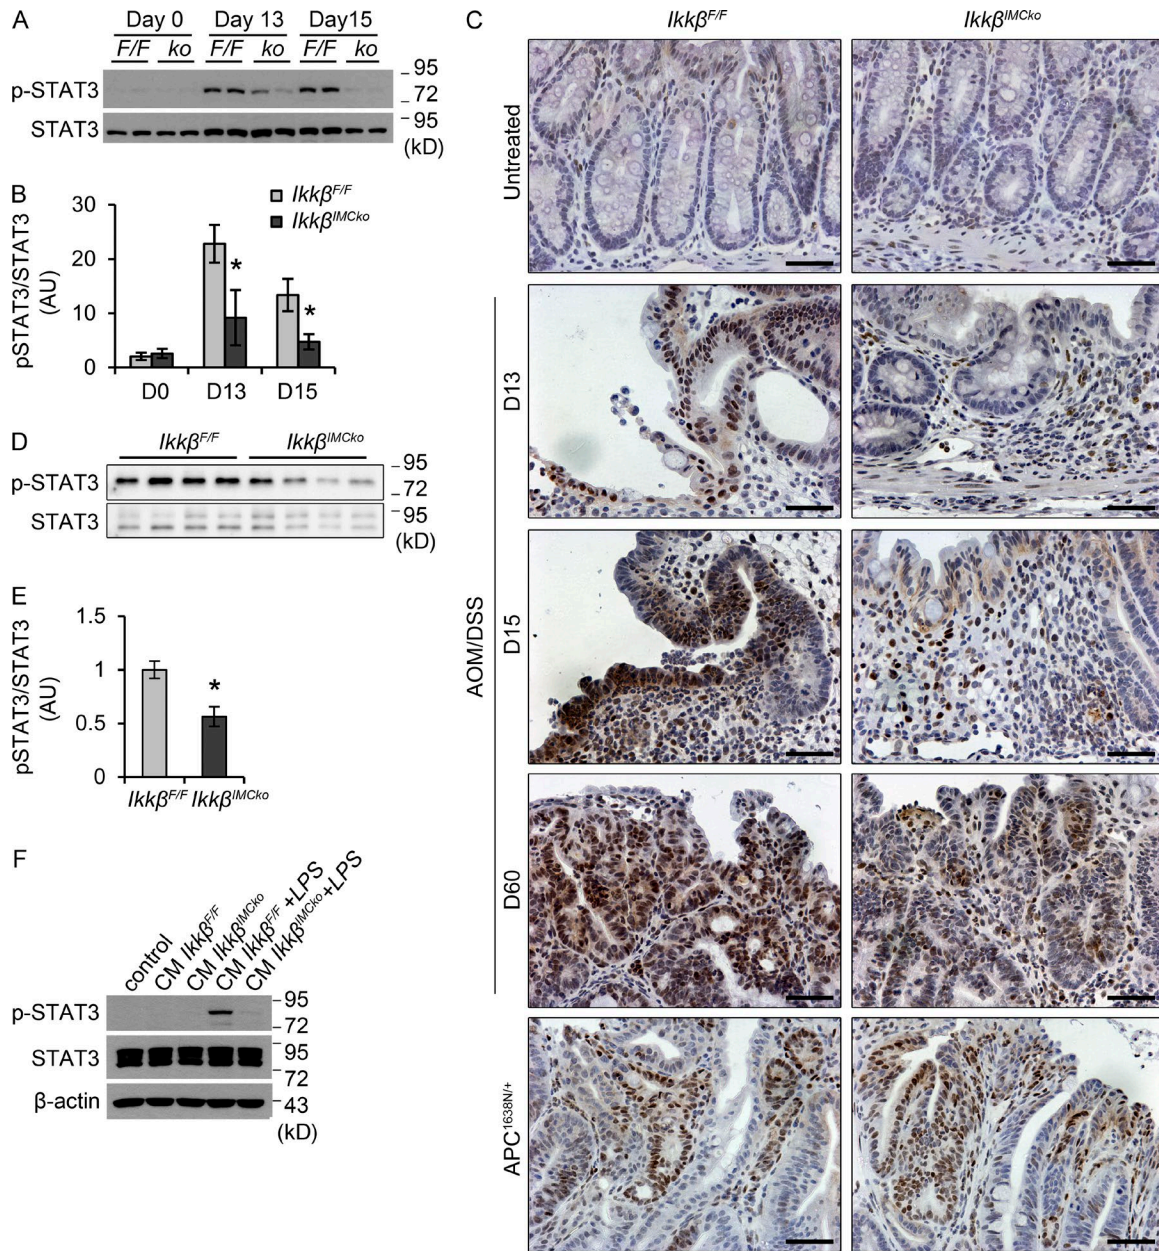 A
Day 0 Day 13 Day15
F/F ko F/F ko F/F ko
p-STAT3
95
72
STAT3
95
(kD)
B
Ikkβ^F/F
Ikkβ^IMCko
pSTAT3/STAT3
(AU)
30
20
10
0
* *
D0 D13 D15
D
Ikkβ^F/F Ikkβ^IMCko
p-STAT3
95
72
STAT3
95
(kD)
E
pSTAT3/STAT3
(AU)
1.5
1
0.5
0
*
Ikkβ^F/F Ikkβ^IMCko
F
control
CM Ikkβ^F/F
CM Ikkβ^IMCko
CM Ikkβ^F/F +LPS
CM Ikkβ^IMCko+LPS
p-STAT3
95
72
STAT3
95
72
β-actin
43
(kD)
C
Ikkβ^F/F Ikkβ^IMCko
Untreated
AOM/DSS
D13
D15
D60
APC^1638N/+